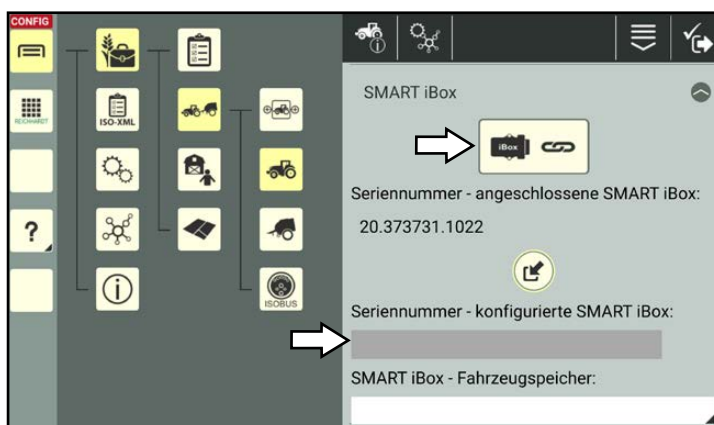 CONFIG
REICHHARDT
ISO-XML
?
ISOBUS
SMART iBox
iBox
Seriennummer - angeschlossene SMART iBox:
20.373731.1022
Seriennummer - konfigurierte SMART iBox:
SMART iBox - Fahrzeugspeicher: